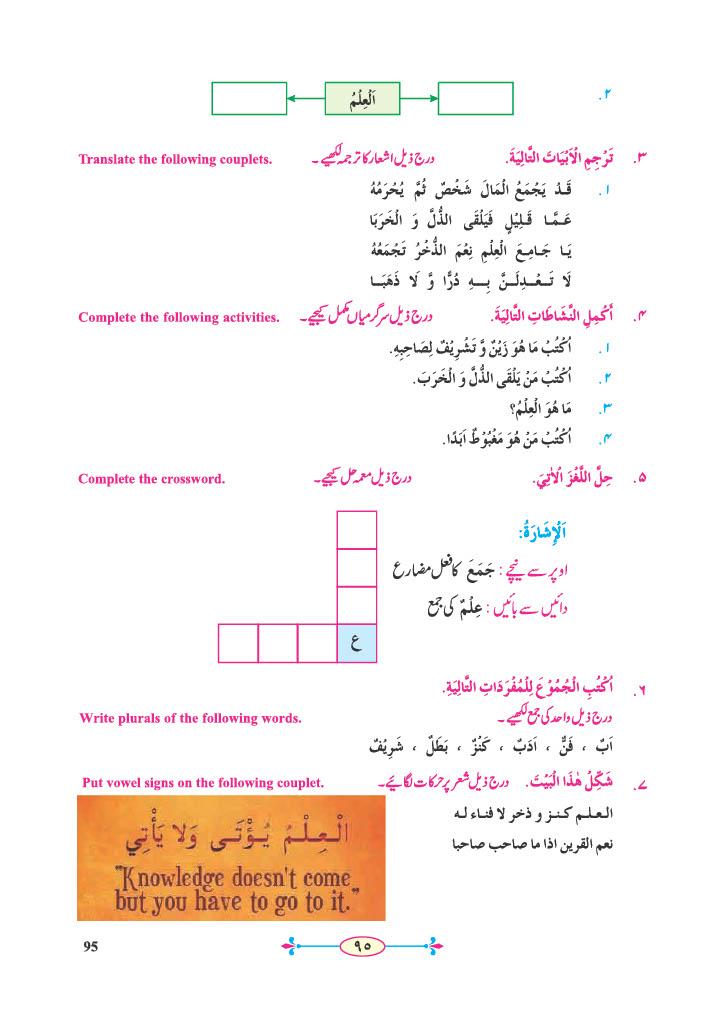 ۲.
اَلْعِلْمُ
۳. تَرْجِمِ الْاَبْيَاتَ التَّالِيَةَ. درج ذیل اشعار کا ترجمہ لکھیے۔ Translate the following couplets.
۱. قَدْ يَجْمَعُ الْمَالَ شَخْصٌ ثُمَّ يُحْرَمُهُ
عَمَّا قَلِيْلٍ فَيَلْقَى الذُّلَّ وَ الْخَرَبَا
يَا جَامِعَ الْعِلْمِ نِعْمَ الذُّخْرُ تَجْمَعُهُ
لَا تَعْدِلَنَّ بِهِ دُرًّا وَّ لَا ذَهَبَا
۴. أَكْمِلِ النَّشَاطَاتِ التَّالِيَةَ. درج ذیل سرگرمیاں مکمل کیجیے۔ Complete the following activities.
۱. اُكْتُبْ مَا هُوَ زَيْنٌ وَّ تَشْرِيْفٌ لِصَاحِبِهِ.
۲. اُكْتُبْ مَنْ يَلْقَى الذُّلَّ وَ الْخَرَبَ.
۳. مَا هُوَ الْعِلْمُ؟
۴. اُكْتُبْ مَنْ هُوَ مَغْبُوْطٌ اَبَدًا.
۵. حِلَّ اللُّغْزَ الْاٰتِيَ. درج ذیل معمہ حل کیجیے۔ Complete the crossword.
اَلْإِشَارَةُ:
اوپر سے نیچے : جَمَعَ کا فعل مضارع
دائیں سے بائیں : عِلْمٌ کی جمع
ع
۶. اُكْتُبِ الْجُمُوْعَ لِلْمُفْرَدَاتِ التَّالِيَةِ.
درج ذیل واحد کی جمع لکھیے۔ Write plurals of the following words.
اَبٌ ، فَنٌّ ، اَدَبٌ ، كَنْزٌ ، بَطَلٌ ، شَرِيْفٌ
۷. شَكِّلْ هٰذَا الْبَيْتَ. درج ذیل شعر پر حرکات لگائیے۔ Put vowel signs on the following couplet.
العلم كنز و ذخر لا فناء له
نعم القرين اذا ما صاحب صاحبا
الْعِلْمُ يُؤْتَى وَلا يَأْتِي
"Knowledge doesn't come
but you have to go to it."
95 ۹۵